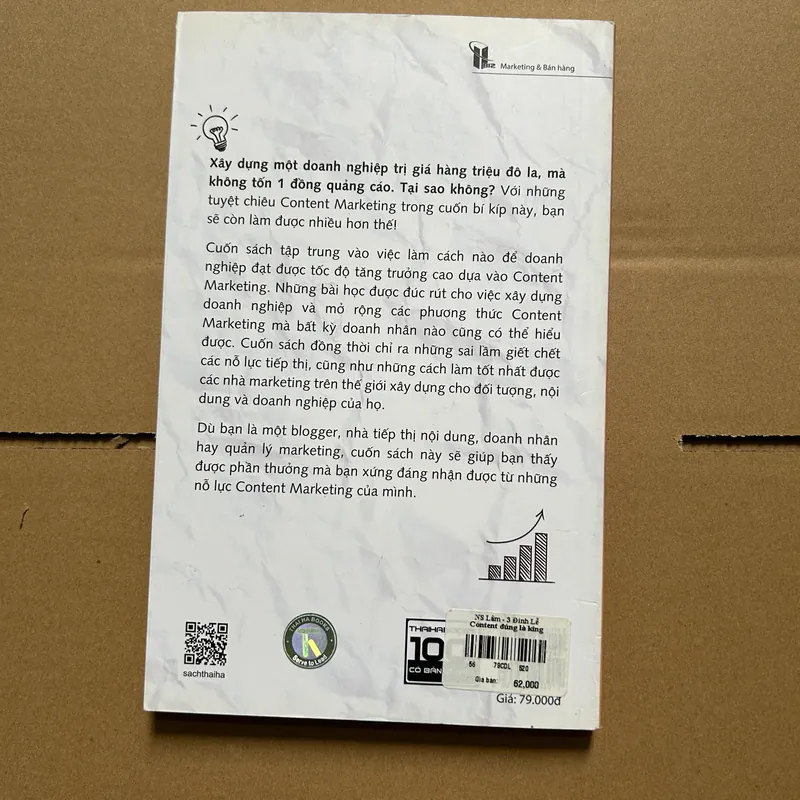 Marketing & Bán hàng
Xây dựng một doanh nghiệp trị giá hàng triệu đô la, mà
không tốn 1 đồng quảng cáo. Tại sao không? Với những
tuyệt chiêu Content Marketing trong cuốn bí kíp này, bạn
sẽ còn làm được nhiều hơn thế!
Cuốn sách tập trung vào việc làm cách nào để doanh
nghiệp đạt được tốc độ tăng trưởng cao dựa vào Content
Marketing. Những bài học được đúc rút cho việc xây dựng
doanh nghiệp và mở rộng các phương thức Content
Marketing mà bất kỳ doanh nhân nào cũng có thể hiểu
được. Cuốn sách đồng thời chỉ ra những sai lầm giết chết
các nỗ lực tiếp thị, cũng như những cách làm tốt nhất được
các nhà marketing trên thế giới xây dựng cho đối tượng, nội
dung và doanh nghiệp của họ.
Dù bạn là một blogger, nhà tiếp thị nội dung, doanh nhân
hay quản lý marketing, cuốn sách này sẽ giúp bạn thấy
được phần thưởng mà bạn xứng đáng nhận được từ những
nỗ lực Content Marketing của mình.
sachthaiha
THAI HA BOOKS
Serve to Lead
NS Lâm - 3 Đinh Lễ
Content đúng là king
56 79CDL 520
Giá bán: 62,000
Giá: 79.000đ